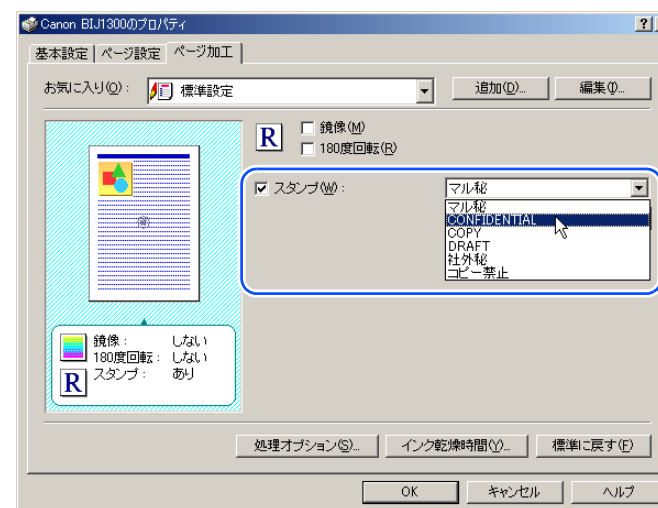 Canon BIJ1300のプロパティ
基本設定 ページ設定 ページ加工
お気に入り(O): 標準設定 追加(D)... 編集(I)...
R 鏡像(M)
180度回転(R)
スタンプ(W): マル秘
マル秘
CONFIDENTIAL
COPY
DRAFT
社外秘
コピー禁止
鏡像: しない
180度回転: しない
R スタンプ: あり
処理オプション(S)... インク乾燥時間(Y)... 標準に戻す(F)
OK キャンセル ヘルプ